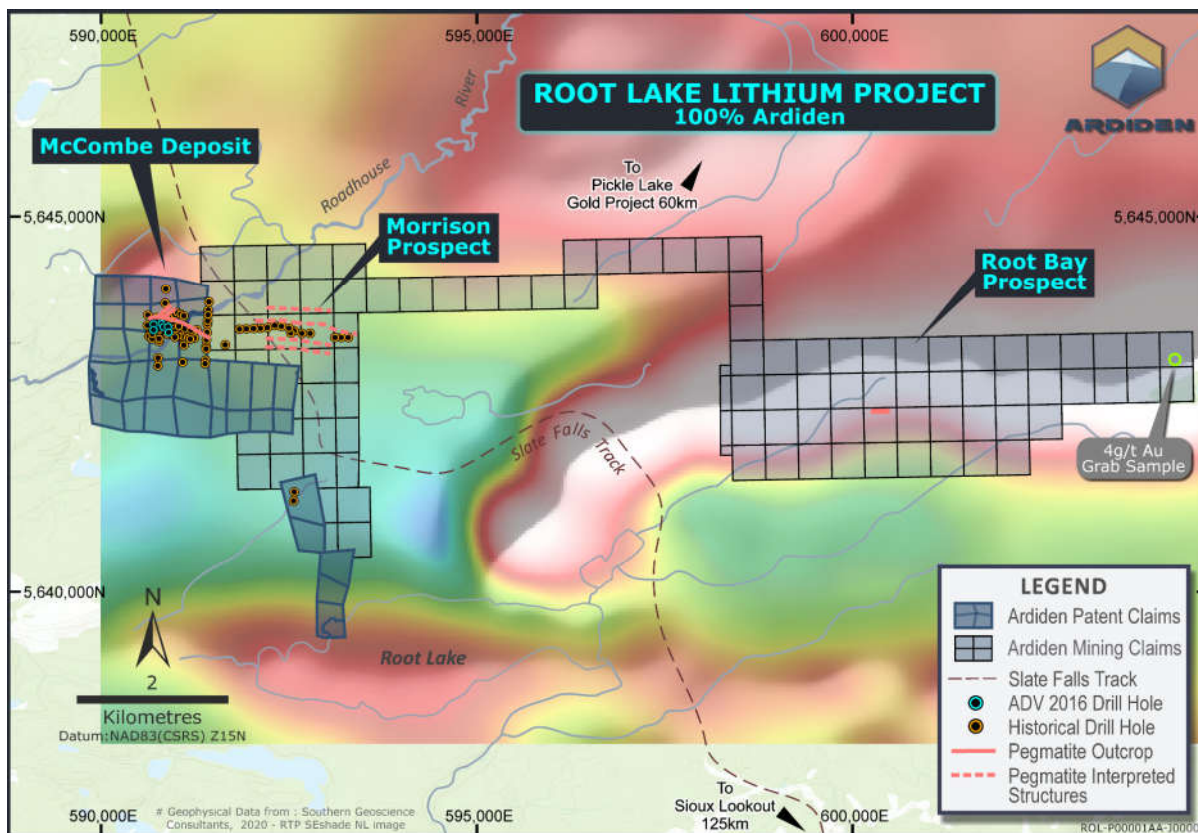 590,000E
595,000E
600,000E
ARDIDEN
ROOT LAKE LITHIUM PROJECT
100% Ardiden
McCombe Deposit
River
Roadhouse
To
Pickle Lake
Gold Project 60km
5,645,000N
5,645,000N
Morrison
Prospect
Root Bay
Prospect
Slate Falls Track
4g/t Au
Grab Sample
5,640,000N
N
Root Lake
2
Kilometres
Datum:NAD83(CSRS) Z15N
LEGEND
Ardiden Patent Claims
Ardiden Mining Claims
Slate Falls Track
ADV 2016 Drill Hole
Historical Drill Hole
Pegmatite Outcrop
Pegmatite Interpreted
Structures
To
Sioux Lookout
125km
# Geophysical Data from : Southern Geoscience
Consultants, 2020 - RTP SEshade NL image
590,000E
595,000E
600,000E